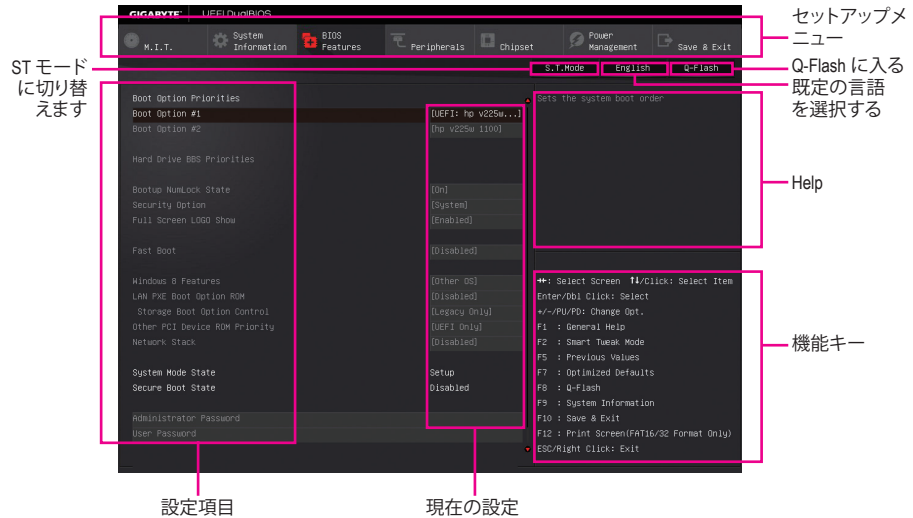 GIGABYTE UEFI DualBIOS
M.I.T.
System Information
BIOS Features
Peripherals
Chipset
Power Management
Save & Exit
セットアップメ
ニュー
S.T.Mode English Q-Flash
ST モード
に切り替
えます
Q-Flash に入る
既定の言語
を選択する
Boot Option Priorities
Boot Option #1 [UEFI: hp v225w...]
Boot Option #2 [hp v225w 1100]
Hard Drive BBS Priorities
Bootup NumLock State [On]
Security Option [System]
Full Screen LOGO Show [Enabled]
Fast Boot [Disabled]
Windows 8 Features [Other OS]
LAN PXE Boot Option ROM [Disabled]
Storage Boot Option Control [Legacy Only]
Other PCI Device ROM Priority [UEFI Only]
Network Stack [Disabled]
System Mode State Setup
Secure Boot State Disabled
Administrator Password
User Password
Sets the system boot order
Help
→←: Select Screen ↑↓/Click: Select Item
Enter/Dbl Click: Select
+/-/PU/PD: Change Opt.
F1 : General Help
F2 : Smart Tweak Mode
F5 : Previous Values
F7 : Optimized Defaults
F8 : Q-Flash
F9 : System Information
F10 : Save & Exit
F12 : Print Screen(FAT16/32 Format Only)
ESC/Right Click: Exit
機能キー
設定項目
現在の設定